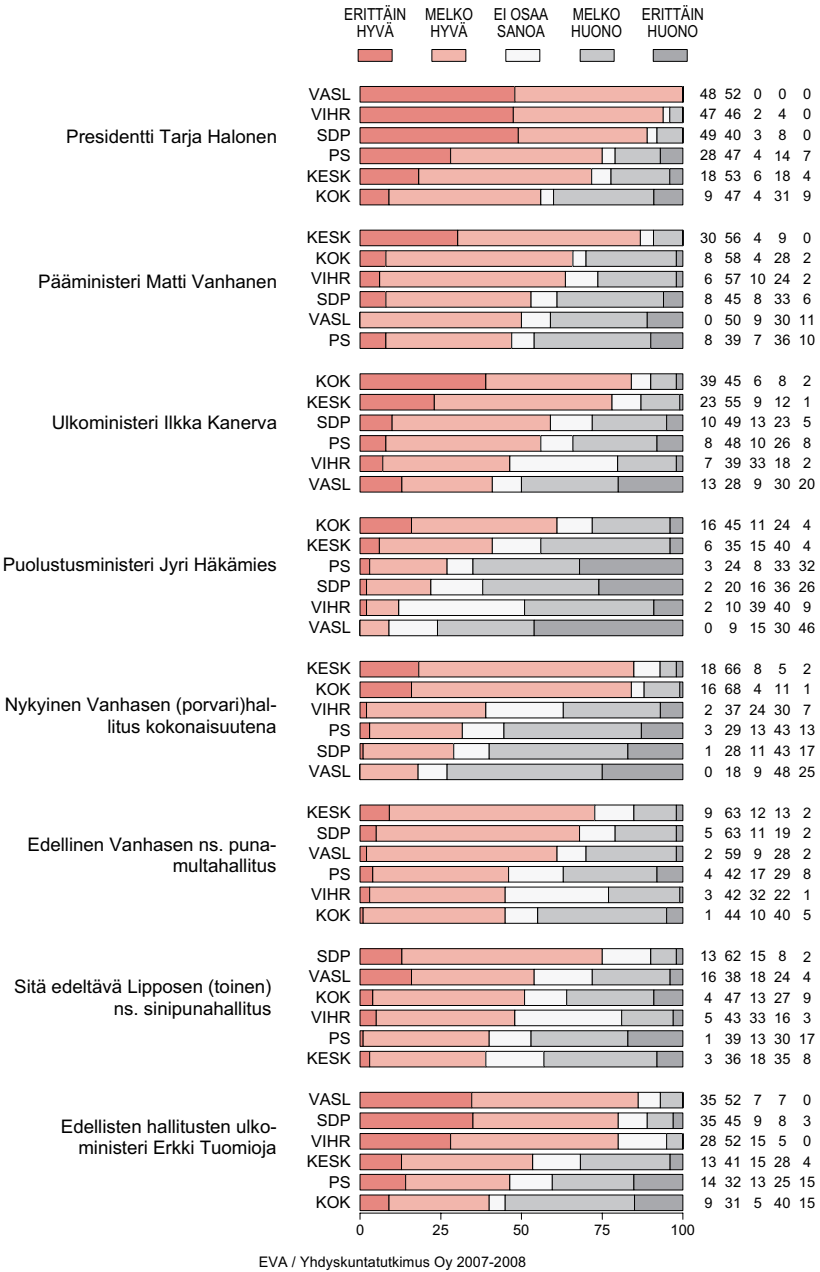 ERITTÄIN MELKO EI OSAA MELKO ERITTÄIN
HYVÄ HYVÄ SANOA HUONO HUONO
Presidentti Tarja Halonen
VASL 48 52 0 0 0
VIHR 47 46 2 4 0
SDP 49 40 3 8 0
PS 28 47 4 14 7
KESK 18 53 6 18 4
KOK 9 47 4 31 9
Pääministeri Matti Vanhanen
KESK 30 56 4 9 0
KOK 8 58 4 28 2
VIHR 6 57 10 24 2
SDP 8 45 8 33 6
VASL 0 50 9 30 11
PS 8 39 7 36 10
Ulkoministeri Ilkka Kanerva
KOK 39 45 6 8 2
KESK 23 55 9 12 1
SDP 10 49 13 23 5
PS 8 48 10 26 8
VIHR 7 39 33 18 2
VASL 13 28 9 30 20
Puolustusministeri Jyri Häkämies
KOK 16 45 11 24 4
KESK 6 35 15 40 4
PS 3 24 8 33 32
SDP 2 20 16 36 26
VIHR 2 10 39 40 9
VASL 0 9 15 30 46
Nykyinen Vanhasen (porvari)hal-
litus kokonaisuutena
KESK 18 66 8 5 2
KOK 16 68 4 11 1
VIHR 2 37 24 30 7
PS 3 29 13 43 13
SDP 1 28 11 43 17
VASL 0 18 9 48 25
Edellinen Vanhasen ns. puna-
multahallitus
KESK 9 63 12 13 2
SDP 5 63 11 19 2
VASL 2 59 9 28 2
PS 4 42 17 29 8
VIHR 3 42 32 22 1
KOK 1 44 10 40 5
Sitä edeltävä Lipposen (toinen)
ns. sinipunahallitus
SDP 13 62 15 8 2
VASL 16 38 18 24 4
KOK 4 47 13 27 9
VIHR 5 43 33 16 3
PS 1 39 13 30 17
KESK 3 36 18 35 8
Edellisten hallitusten ulko-
ministeri Erkki Tuomioja
VASL 35 52 7 7 0
SDP 35 45 9 8 3
VIHR 28 52 15 5 0
KESK 13 41 15 28 4
PS 14 32 13 25 15
KOK 9 31 5 40 15
0 25 50 75 100
EVA / Yhdyskuntatutkimus Oy 2007-2008